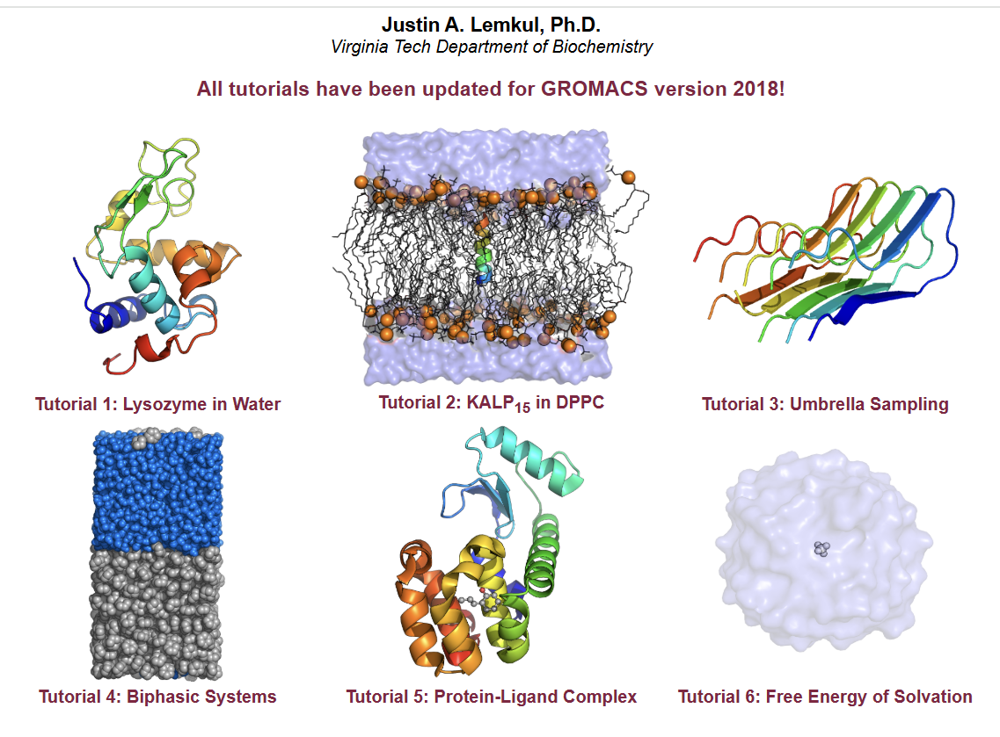 Justin A. Lemkul, Ph.D.
Virginia Tech Department of Biochemistry
All tutorials have been updated for GROMACS version 2018!
Tutorial 1: Lysozyme in Water
Tutorial 2: KALP15 in DPPC
Tutorial 3: Umbrella Sampling
Tutorial 4: Biphasic Systems
Tutorial 5: Protein-Ligand Complex
Tutorial 6: Free Energy of Solvation